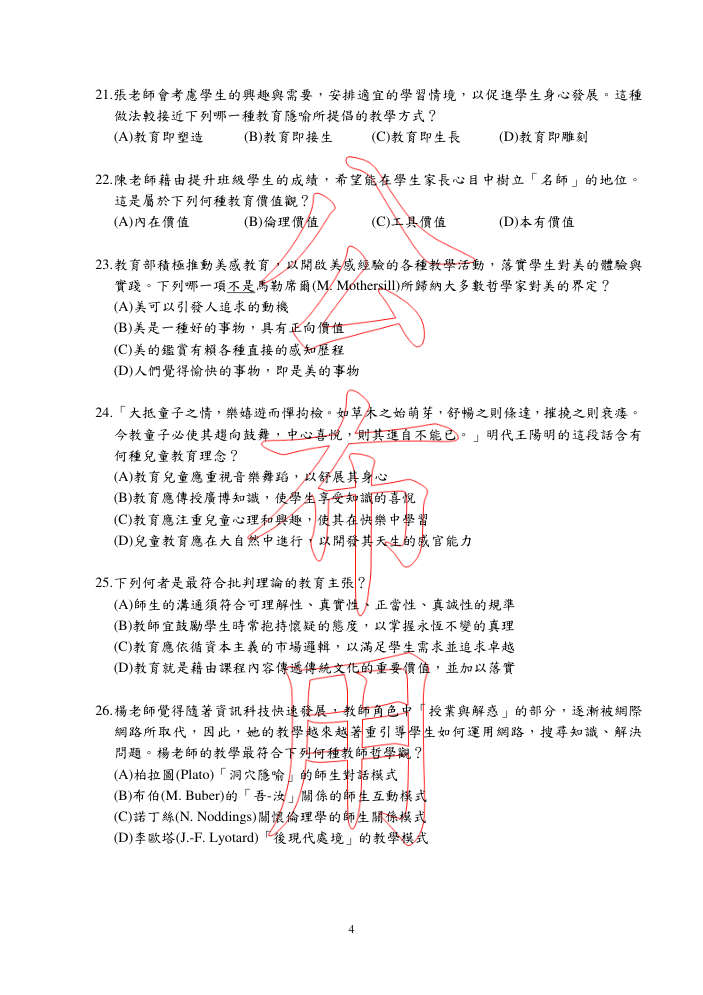 21.張老師會考慮學生的興趣與需要，安排適宜的學習情境，以促進學生身心發展。這種
做法較接近下列哪一種教育隱喻所提倡的教學方式？
(A)教育即塑造 (B)教育即接生 (C)教育即生長 (D)教育即雕刻
22.陳老師藉由提升班級學生的成績，希望能在學生家長心目中樹立「名師」的地位。
這是屬於下列何種教育價值觀？
(A)內在價值 (B)倫理價值 (C)工具價值 (D)本有價值
23.教育部積極推動美感教育，以開啟美感經驗的各種教學活動，落實學生對美的體驗與
實踐。下列哪一項不是馬勒席爾(M. Mothersill)所歸納大多數哲學家對美的界定？
(A)美可以引發人追求的動機
(B)美是一種好的事物，具有正向價值
(C)美的鑑賞有賴各種直接的感知歷程
(D)人們覺得愉快的事物，即是美的事物
24.「大抵童子之情，樂嬉遊而憚拘檢。如草木之始萌芽，舒暢之則條達，摧撓之則衰痿。
今教童子必使其趨向鼓舞，中心喜悅，則其進自不能已。」明代王陽明的這段話含有
何種兒童教育理念？
(A)教育兒童應重視音樂舞蹈，以舒展其身心
(B)教育應傳授廣博知識，使學生享受知識的喜悅
(C)教育應注重兒童心理和興趣，使其在快樂中學習
(D)兒童教育應在大自然中進行，以開發其天生的感官能力
25.下列何者是最符合批判理論的教育主張？
(A)師生的溝通須符合可理解性、真實性、正當性、真誠性的規準
(B)教師宜鼓勵學生時常抱持懷疑的態度，以掌握永恆不變的真理
(C)教育應依循資本主義的市場邏輯，以滿足學生需求並追求卓越
(D)教育就是藉由課程內容傳遞傳統文化的重要價值，並加以落實
26.楊老師覺得隨著資訊科技快速發展，教師角色中「授業與解惑」的部分，逐漸被網際
網路所取代，因此，她的教學越來越著重引導學生如何運用網路，搜尋知識、解決
問題。楊老師的教學最符合下列何種教師哲學觀？
(A)柏拉圖(Plato)「洞穴隱喻」的師生對話模式
(B)布伯(M. Buber)的「吾-汝」關係的師生互動模式
(C)諾丁絲(N. Noddings)關懷倫理學的師生關係模式
(D)李歐塔(J.-F. Lyotard)「後現代處境」的教學模式
公布用
4